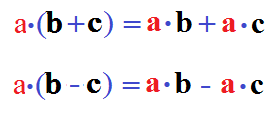 a·(b+c) = a·b + a·c
a·(b - c) = a·b - a·c